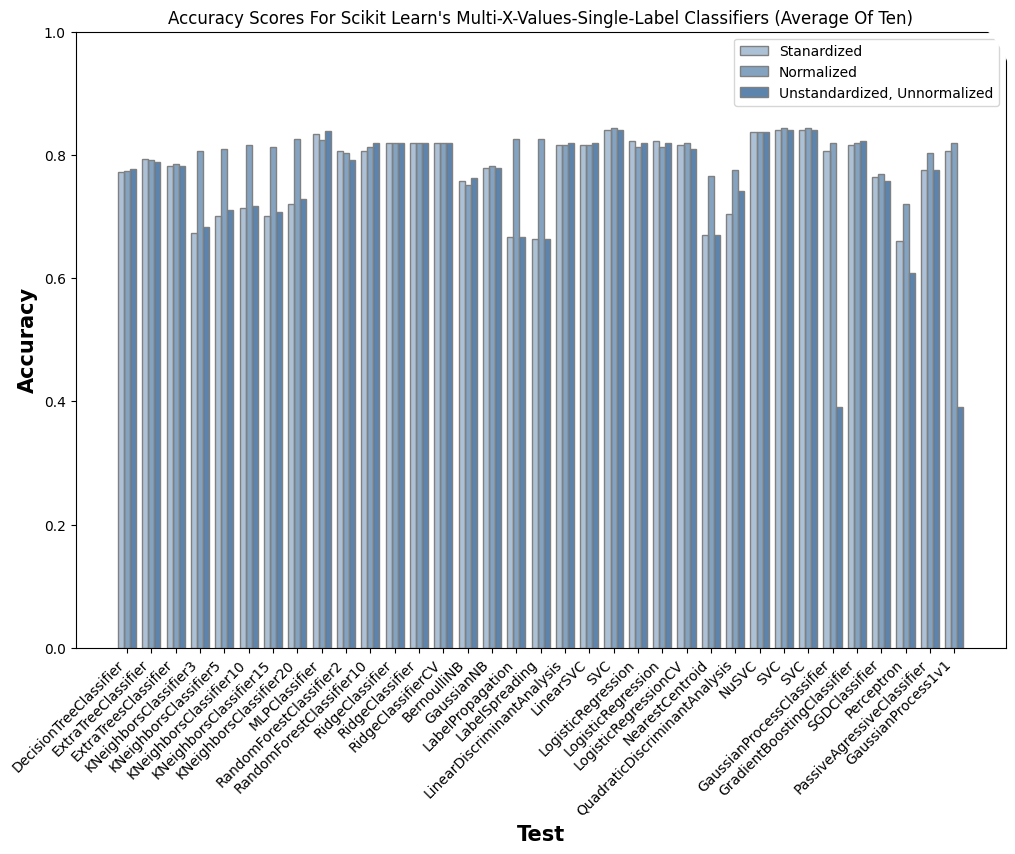 Accuracy Scores For Scikit Learn's Multi-X-Values-Single-Label Classifiers (Average Of Ten)
Stanardized
Normalized
Unstandardized, Unnormalized
Accuracy
1.0
0.8
0.6
0.4
0.2
0.0
DecisionTreeClassifier
ExtraTreeClassifier
ExtraTreesClassifier
KNeighborsClassifier3
KNeighborsClassifier5
KNeighborsClassifier10
KNeighborsClassifier15
KNeighborsClassifier20
MLPClassifier
RandomForestClassifier2
RandomForestClassifier10
RidgeClassifier
RidgeClassifier
RidgeClassifierCV
BernoulliNB
GaussianNB
LabelPropagation
LabelSpreading
LinearDiscriminantAnalysis
LinearSVC
SVC
LogisticRegression
LogisticRegression
LogisticRegressionCV
NearestCentroid
QuadraticDiscriminantAnalysis
NuSVC
SVC
SVC
GaussianProcessClassifier
GradientBoostingClassifier
SGDClassifier
Perceptron
PassiveAgressiveClassifier
GaussianProcess1v1
Test